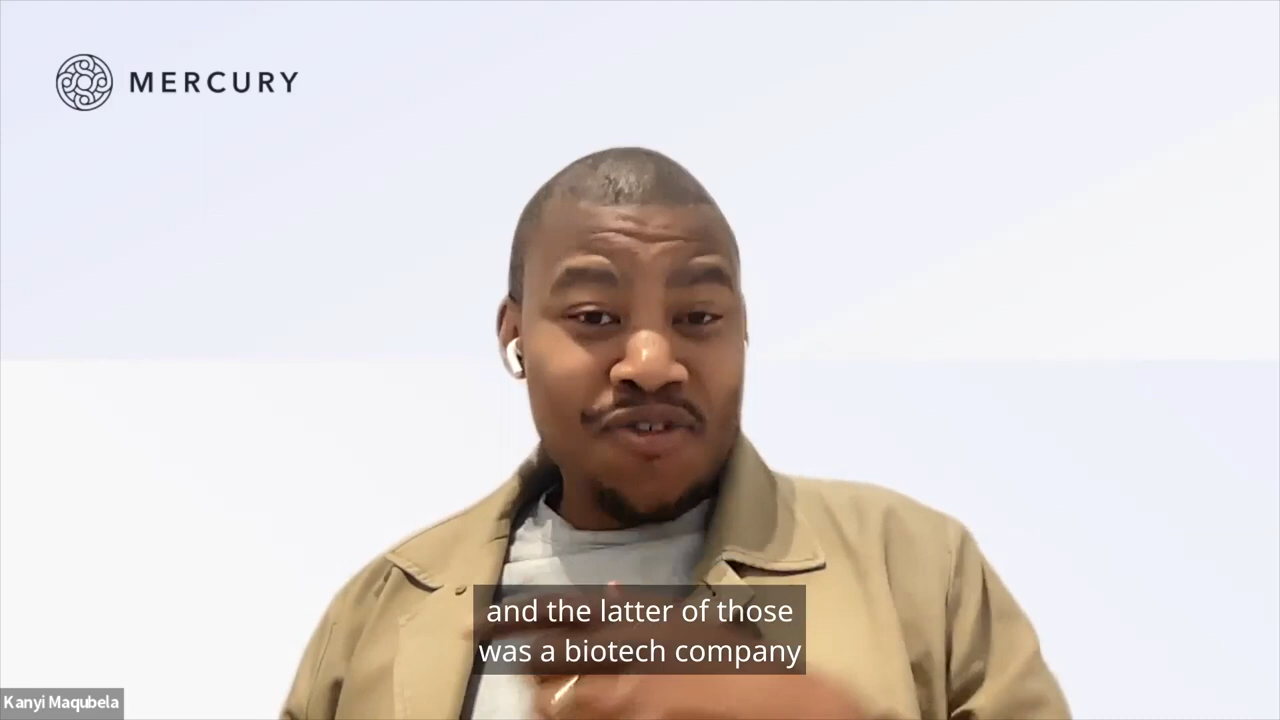 MERCURY
and the latter of those
was a biotech company
Kanyi Maqubela